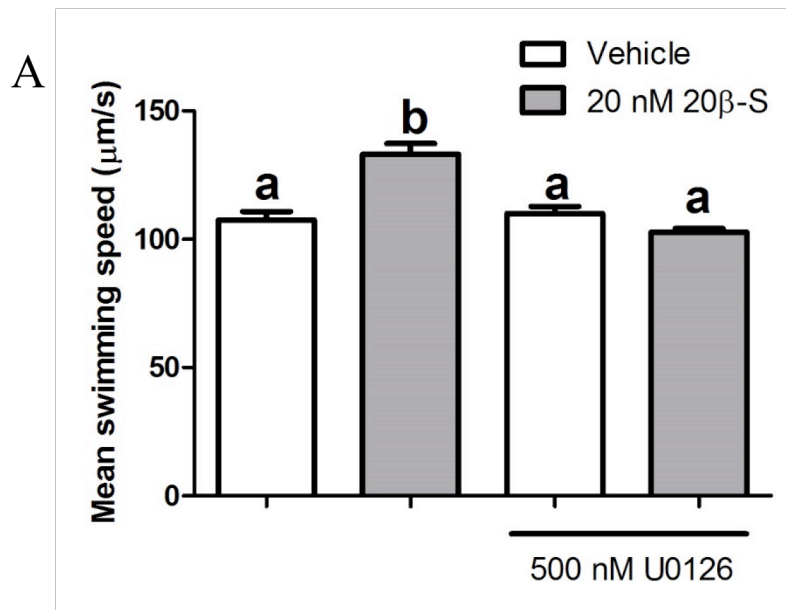 A
Vehicle
20 nM 20β-S
Mean swimming speed (μm/s)
150
100
50
0
a
b
a
a
500 nM U0126